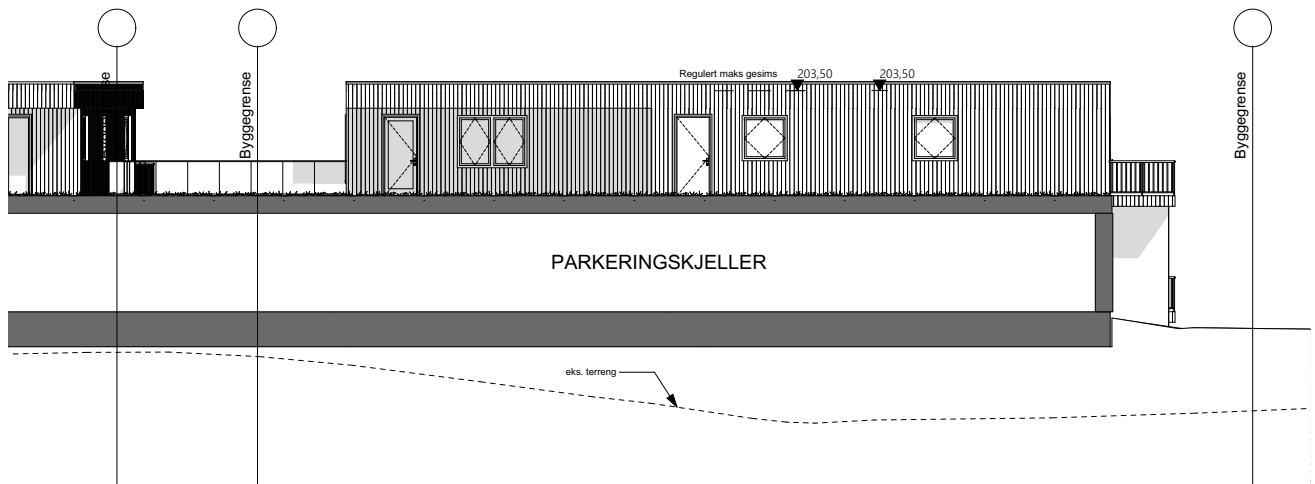 Regulert maks gesims 203,50 203,50
Byggegrense
Byggegrense
PARKERINGSKJELLER
eks. terreng